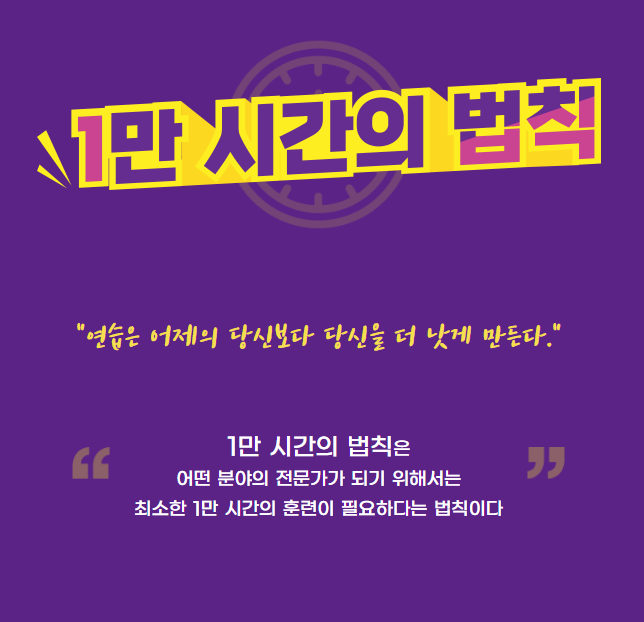 1만 시간의 법칙
"연습은 어제의 당신보다 당신을 더 낫게 만든다."
“ 1만 시간의 법칙은 ”
어떤 분야의 전문가가 되기 위해서는
최소한 1만 시간의 훈련이 필요하다는 법칙이다